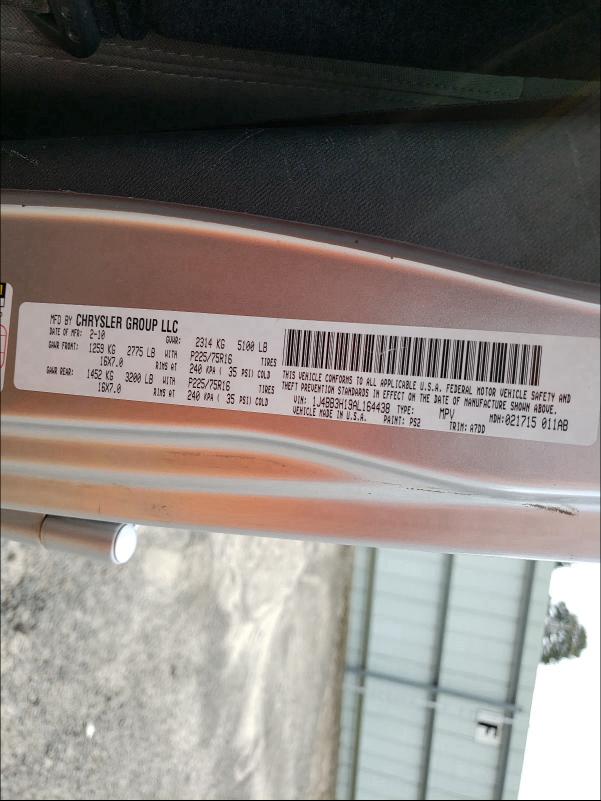 MFD BY CHRYSLER GROUP LLC
DATE OF MFR: 2-10 GVWR: 2314 KG 5100 LB
GAWR FRONT: 1259 KG 2775 LB WITH P225/75R16 TIRES
16X7.0 RIMS AT 240 KPA ( 35 PSI) COLD
GAWR REAR: 1452 KG 3200 LB WITH P225/75R16 TIRES
16X7.0 RIMS AT 240 KPA ( 35 PSI) COLD
THIS VEHICLE CONFORMS TO ALL APPLICABLE U.S.A. FEDERAL MOTOR VEHICLE SAFETY AND
THEFT PREVENTION STANDARDS IN EFFECT ON THE DATE OF MANUFACTURE SHOWN ABOVE.
VIN: 1J4BB3H19AL164438 TYPE: MPV MDH: 021715 011AB
VEHICLE MADE IN U.S.A. PAINT: PS2 TRIM: A7DD
F